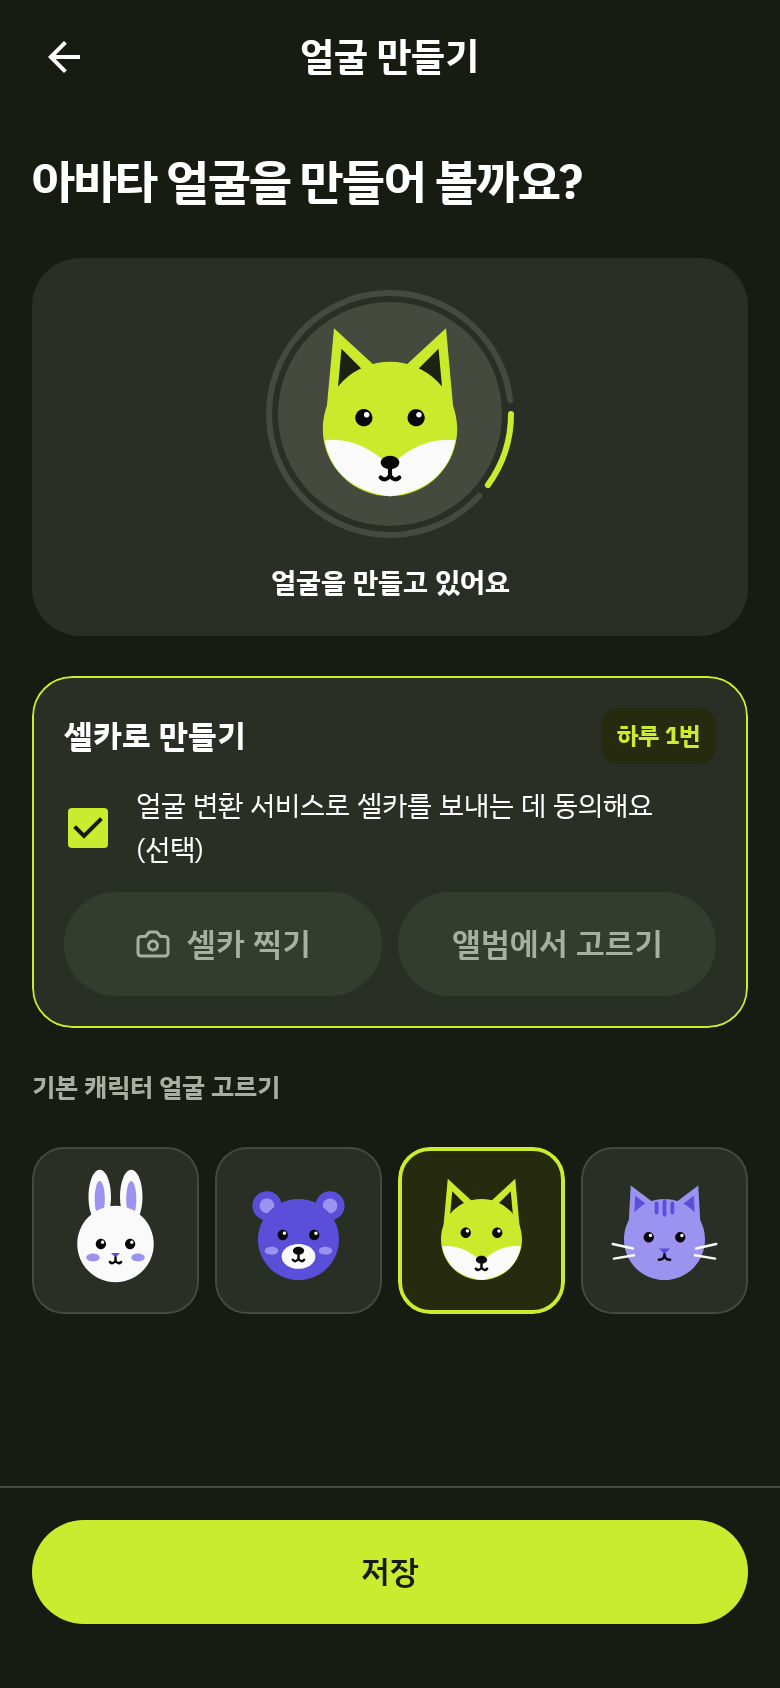 얼굴 만들기
아바타 얼굴을 만들어 볼까요?
얼굴을 만들고 있어요
셀카로 만들기
하루 1번
얼굴 변환 서비스로 셀카를 보내는 데 동의해요
(선택)
셀카 찍기
앨범에서 고르기
기본 캐릭터 얼굴 고르기
저장